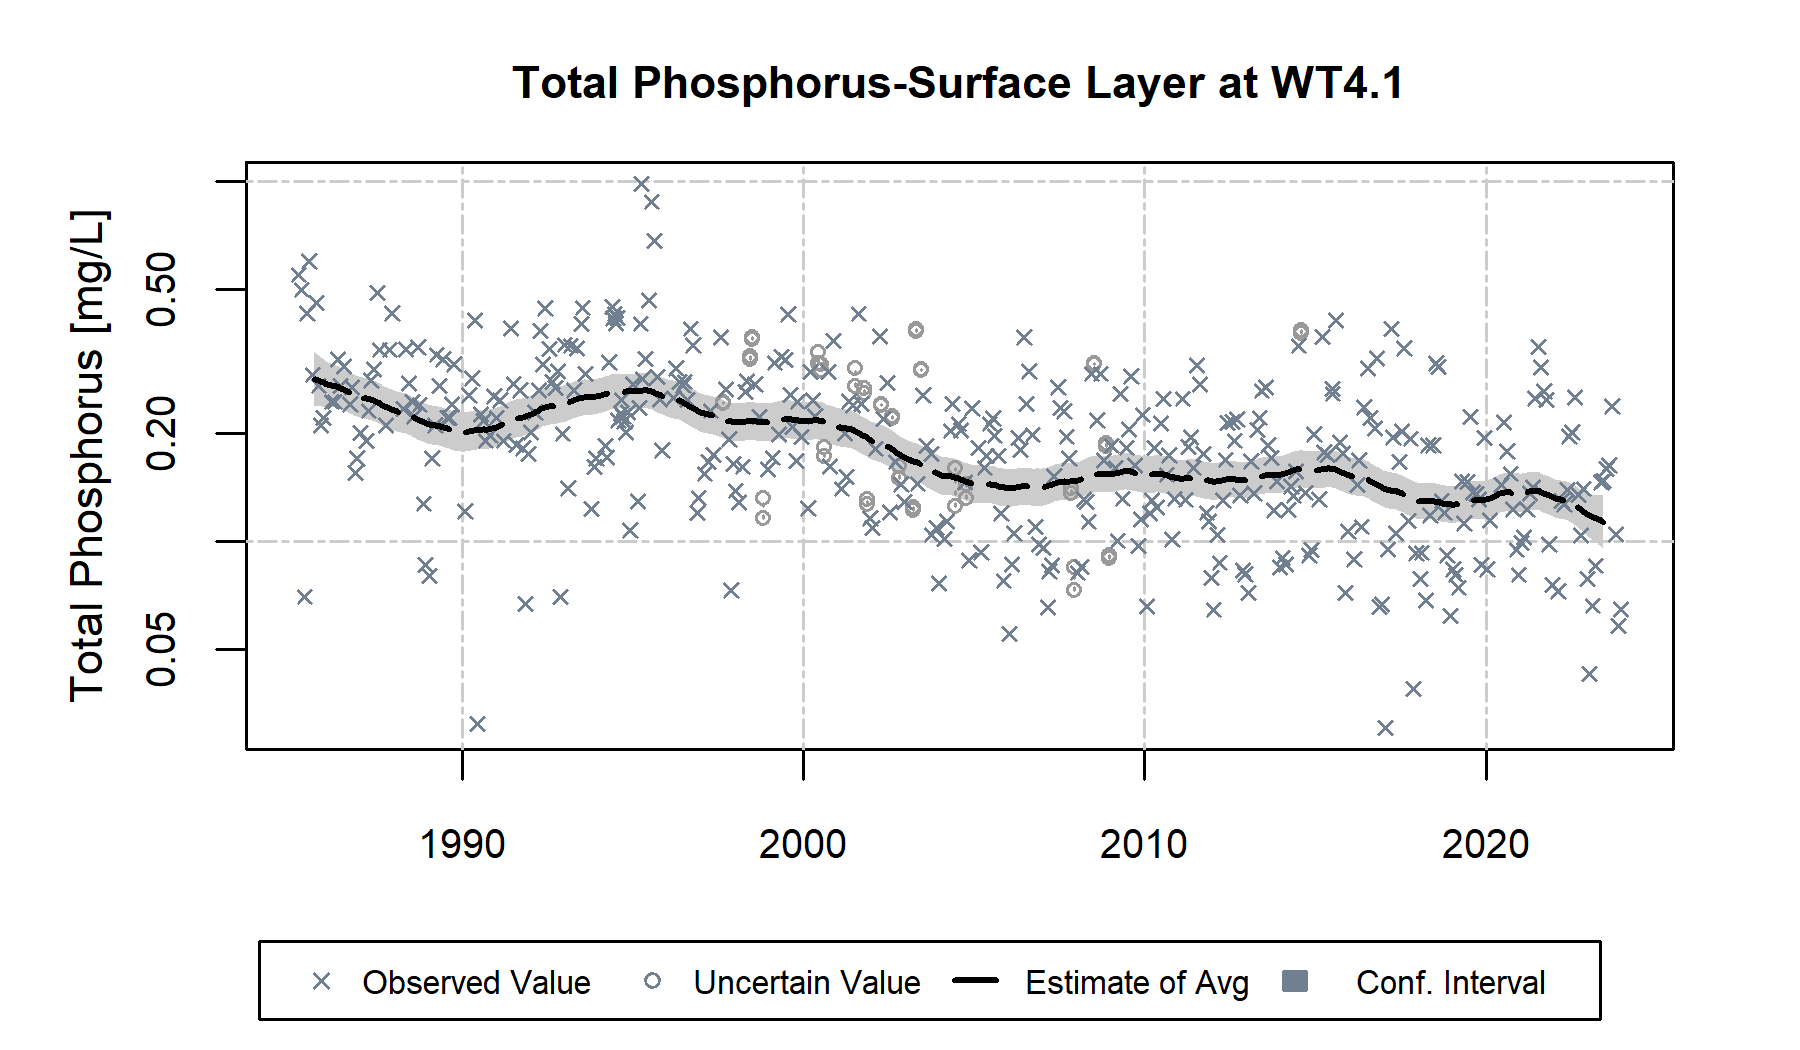 Total Phosphorus-Surface Layer at WT4.1
Total Phosphorus [mg/L]
0.50
0.20
0.05
1990 2000 2010 2020
Observed Value Uncertain Value Estimate of Avg Conf. Interval